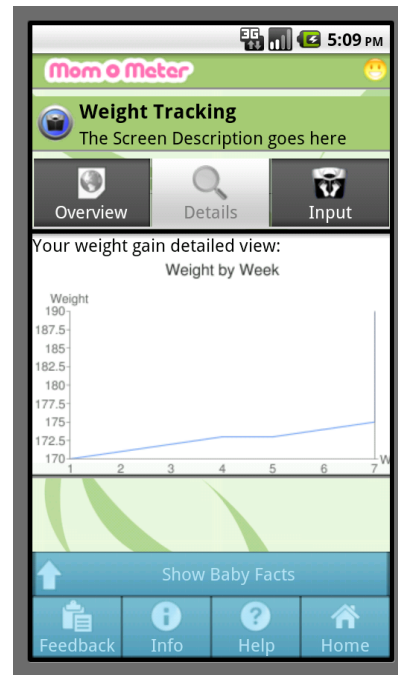 3G 5:09 PM
Mom O Meter
Weight Tracking
The Screen Description goes here
Overview Details Input
Your weight gain detailed view:
Weight by Week
Weight
190
187.5
185
182.5
180
177.5
175
172.5
170 W
1 2 3 4 5 6 7
Show Baby Facts
Feedback Info Help Home